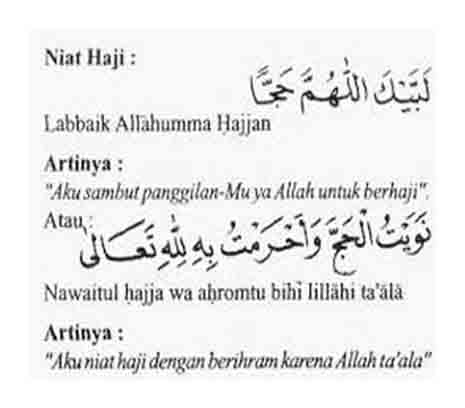 Niat Haji :
لَبَّيْكَ اللّٰهُمَّ حَجًّا
Labbaik Allāhumma Ḥajjan
Artinya :
"Aku sambut panggilan-Mu ya Allah untuk berhaji".
Atau :
نَوَيْتُ الْحَجَّ وَأَحْرَمْتُ بِهِ لِلّٰهِ تَعَالَى
Nawaitul ḥajja wa aḥromtu bihī lillāhi ta'ālā
Artinya :
"Aku niat haji dengan berihram karena Allah ta'ala"